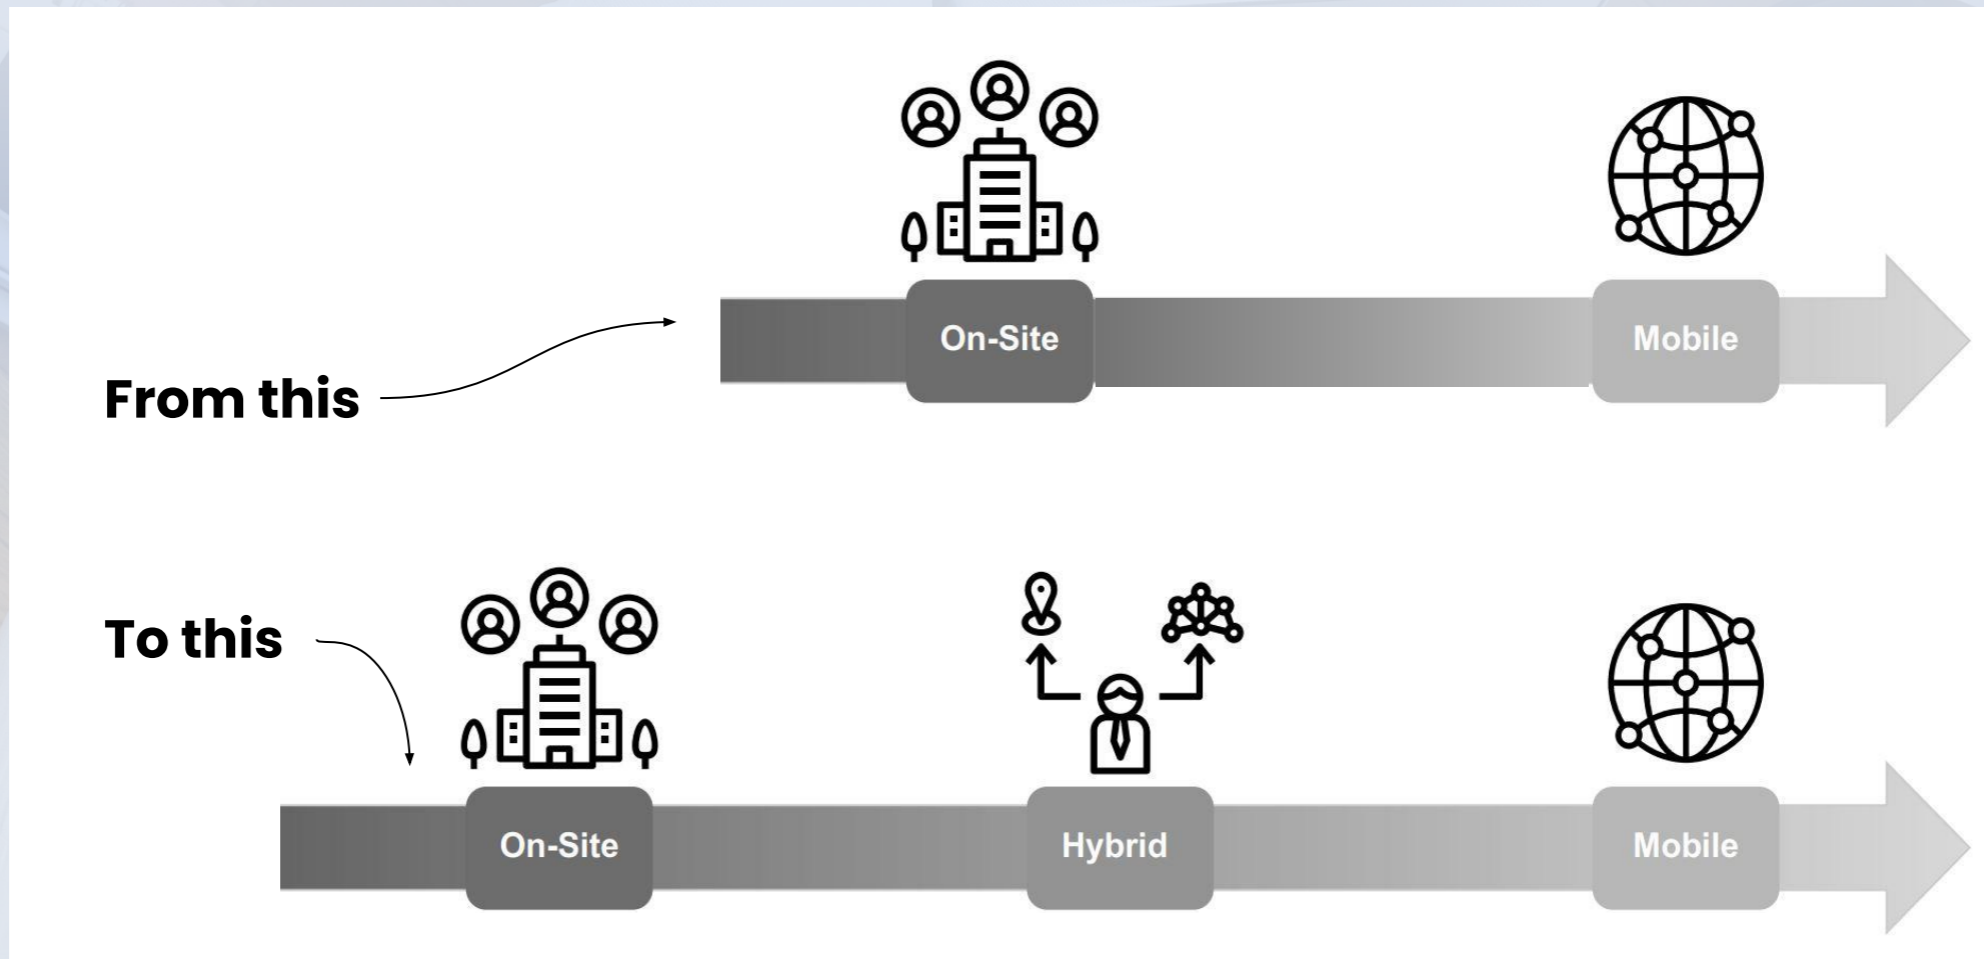 On-Site
Mobile
From this
To this
On-Site
Hybrid
Mobile